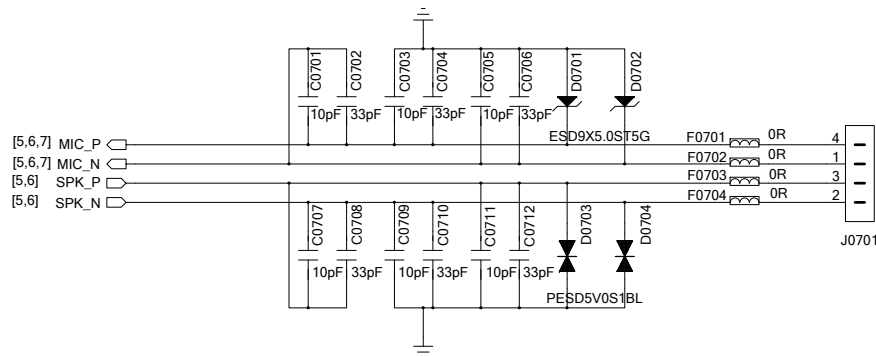 C0701
C0702
C0703
C0704
C0705
C0706
D0701
D0702
10pF
33pF
10pF
33pF
10pF
33pF
ESD9X5.0ST5G
[5,6,7] MIC_P
[5,6,7] MIC_N
[5,6] SPK_P
[5,6] SPK_N
F0701 0R 4
F0702 0R 1
F0703 0R 3
F0704 0R 2
J0701
C0707
C0708
C0709
C0710
C0711
C0712
D0703
D0704
10pF
33pF
10pF
33pF
10pF
33pF
PESD5V0S1BL